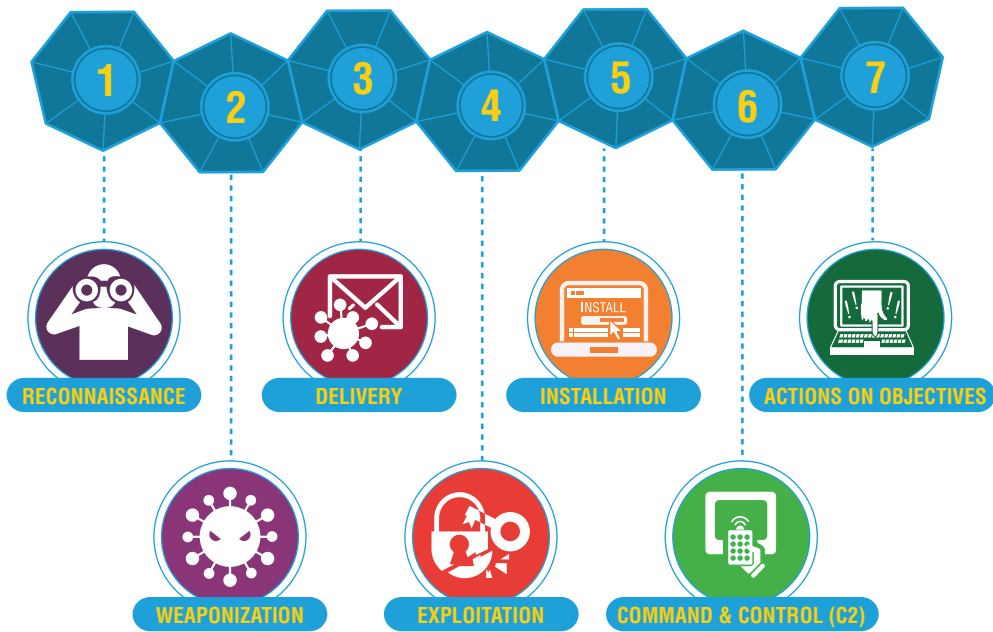 1
2
3
4
5
6
7
INSTALL
RECONNAISSANCE
DELIVERY
INSTALLATION
ACTIONS ON OBJECTIVES
WEAPONIZATION
EXPLOITATION
COMMAND & CONTROL (C2)